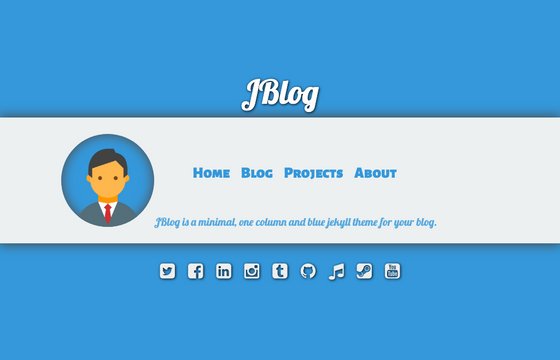 JBlog
Home Blog Projects About
JBlog is a minimal, one column and blue jekyll theme for your blog.